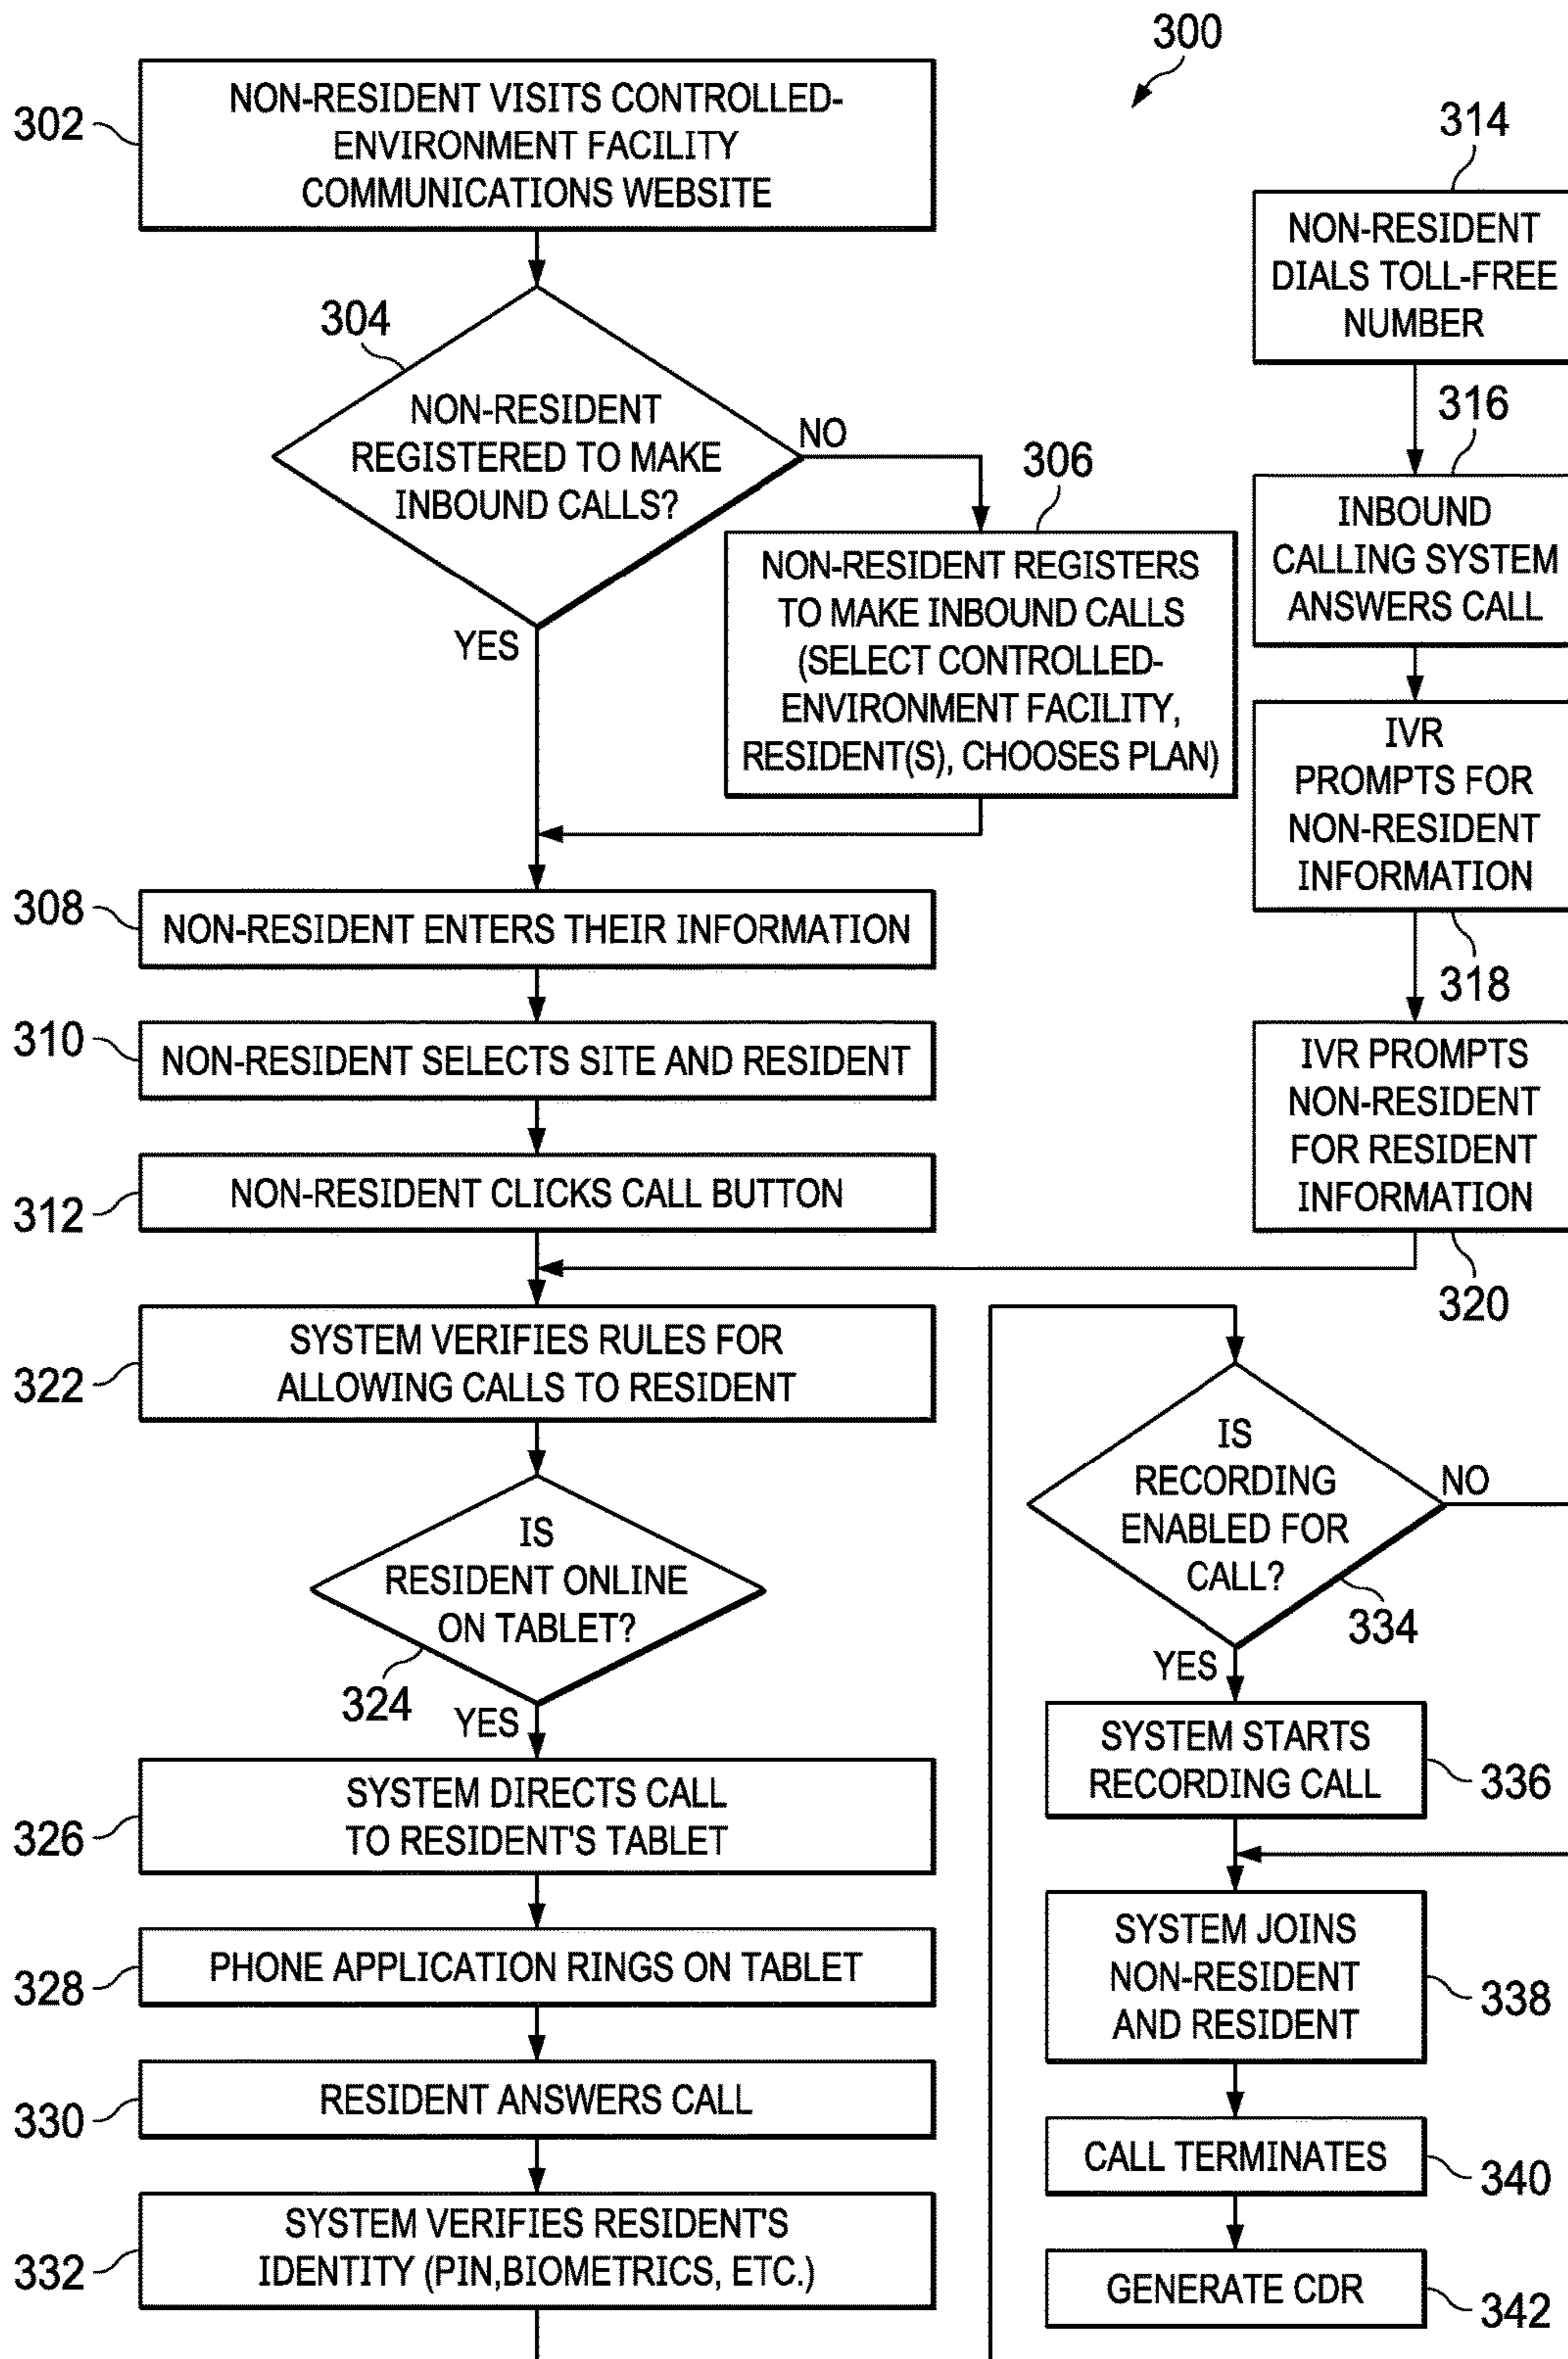 300
302
NON-RESIDENT VISITS CONTROLLED-
ENVIRONMENT FACILITY
COMMUNICATIONS WEBSITE
304
NON-RESIDENT
REGISTERED TO MAKE
INBOUND CALLS?
NO
YES
306
NON-RESIDENT REGISTERS
TO MAKE INBOUND CALLS
(SELECT CONTROLLED-
ENVIRONMENT FACILITY,
RESIDENT(S), CHOOSES PLAN)
308
NON-RESIDENT ENTERS THEIR INFORMATION
310
NON-RESIDENT SELECTS SITE AND RESIDENT
312
NON-RESIDENT CLICKS CALL BUTTON
314
NON-RESIDENT
DIALS TOLL-FREE
NUMBER
316
INBOUND
CALLING SYSTEM
ANSWERS CALL
IVR
PROMPTS FOR
NON-RESIDENT
INFORMATION
318
IVR PROMPTS
NON-RESIDENT
FOR RESIDENT
INFORMATION
320
322
SYSTEM VERIFIES RULES FOR
ALLOWING CALLS TO RESIDENT
IS
RESIDENT ONLINE
ON TABLET?
324
YES
326
SYSTEM DIRECTS CALL
TO RESIDENT'S TABLET
328
PHONE APPLICATION RINGS ON TABLET
330
RESIDENT ANSWERS CALL
332
SYSTEM VERIFIES RESIDENT'S
IDENTITY (PIN,BIOMETRICS, ETC.)
IS
RECORDING
ENABLED FOR
CALL?
NO
334
YES
SYSTEM STARTS
RECORDING CALL
336
SYSTEM JOINS
NON-RESIDENT
AND RESIDENT
338
CALL TERMINATES
340
GENERATE CDR
342